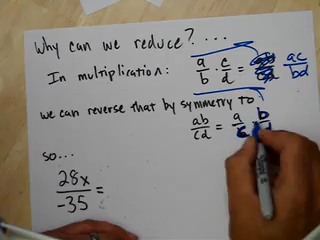 Why can we reduce? ...
In multiplication: a/b · c/d = ac/bd
we can reverse that by symmetry to
ab/cd = a/c b/d
so...
28x/-35 =